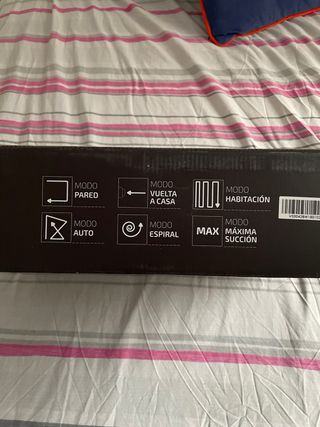 MODO
PARED
MODO
VUELTA
A CASA
MODO
HABITACIÓN
MODO
AUTO
MODO
ESPIRAL
MAX
MODO
MÁXIMA
SUCCIÓN